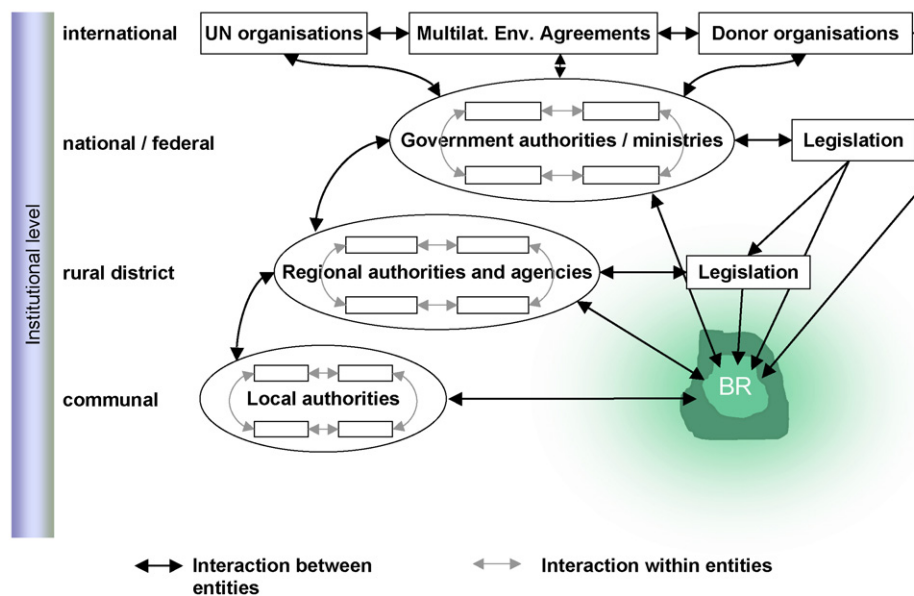 international
UN organisations
Multilat. Env. Agreements
Donor organisations
national / federal
Government authorities / ministries
Legislation
Institutional level
rural district
Regional authorities and agencies
Legislation
communal
Local authorities
BR
Interaction between
entities
Interaction within entities